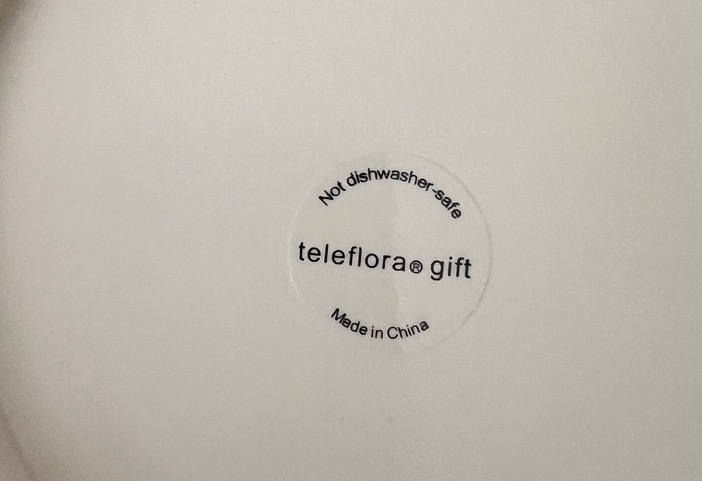 Not dishwasher-safe
teleflora® gift
Made in China